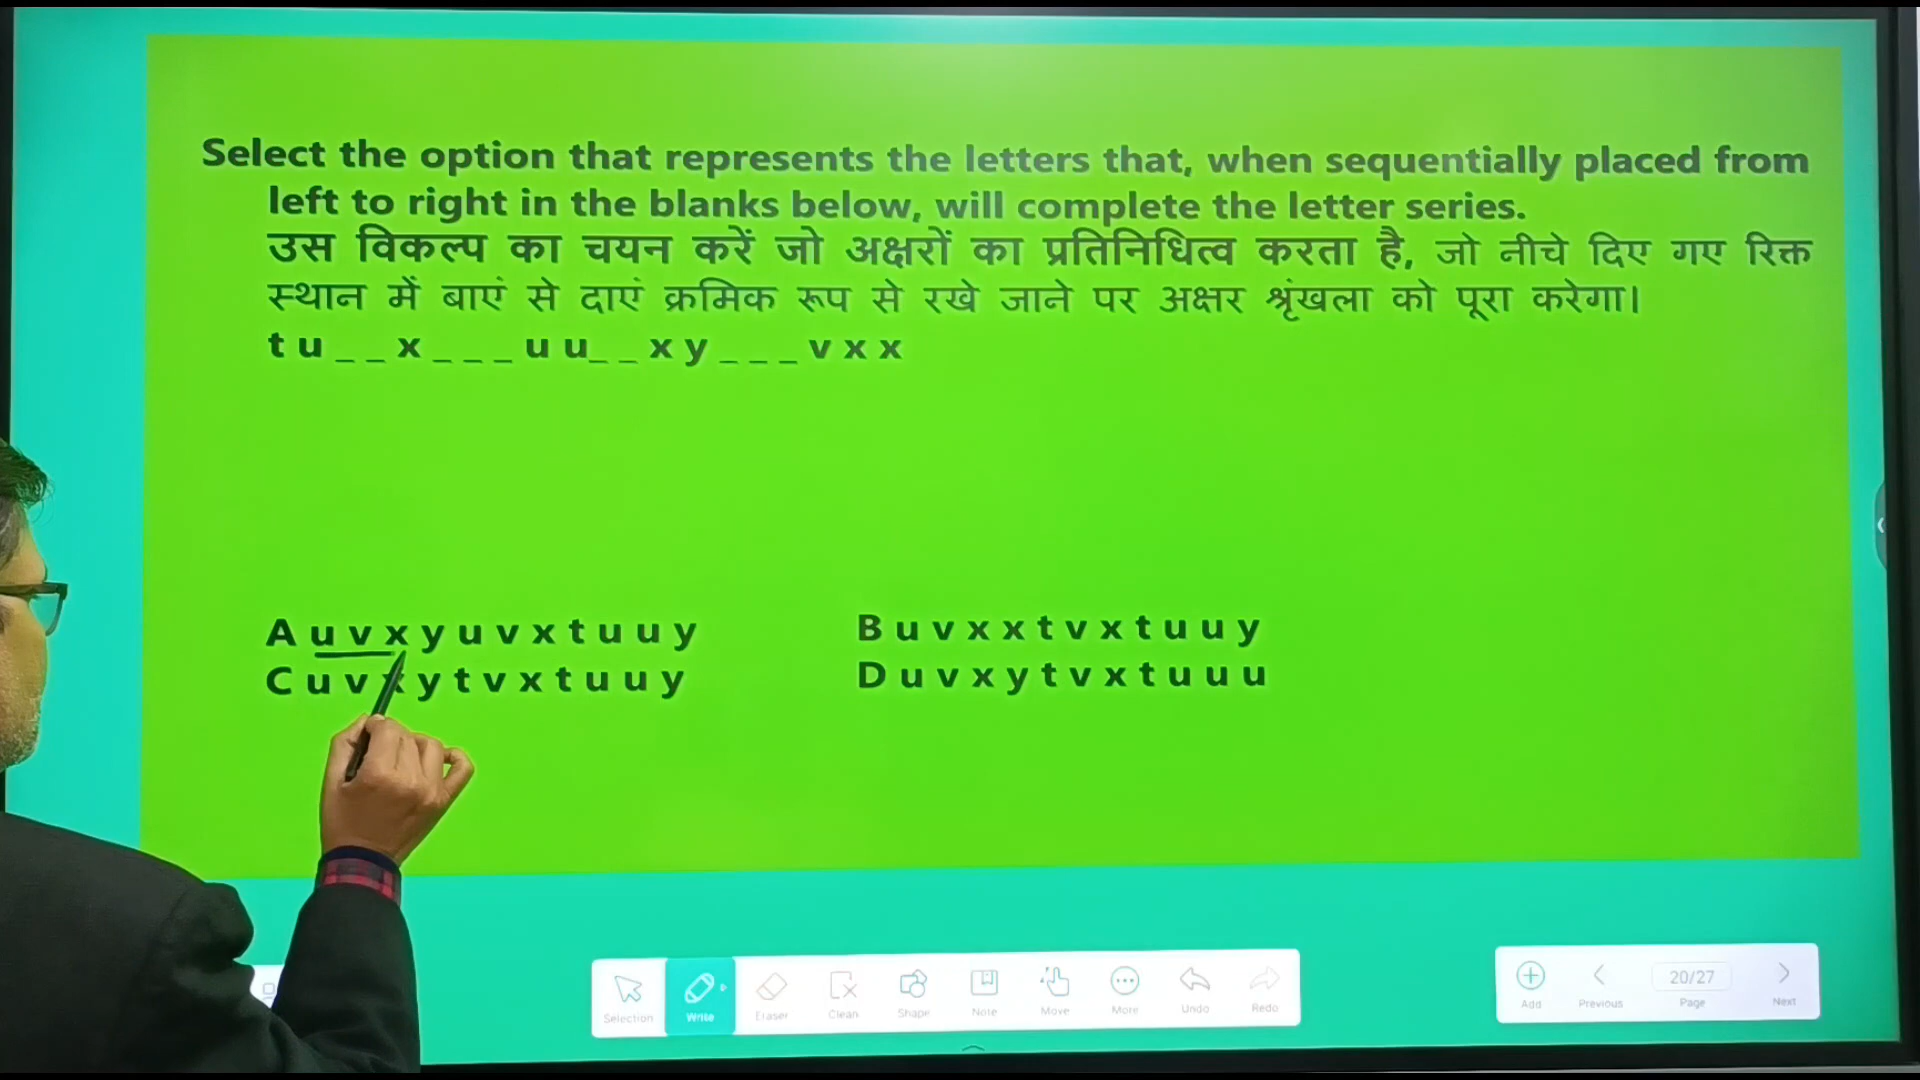 Select the option that represents the letters that, when sequentially placed from
left to right in the blanks below, will complete the letter series.
उस विकल्प का चयन करें जो अक्षरों का प्रतिनिधित्व करता है, जो नीचे दिए गए रिक्त
स्थान में बाएं से दाएं क्रमिक रूप से रखे जाने पर अक्षर श्रृंखला को पूरा करेगा।
t u _ _ x _ _ _ u u _ _ x y _ _ _ v x x
A u v x y u v x t u u y
B u v x x t v x t u u y
C u v x y t v x t u u y
D u v x y t v x t u u u
Selection Write Eraser Clean Shape Note Move More Undo Redo
20/27
Add Previous Page Next